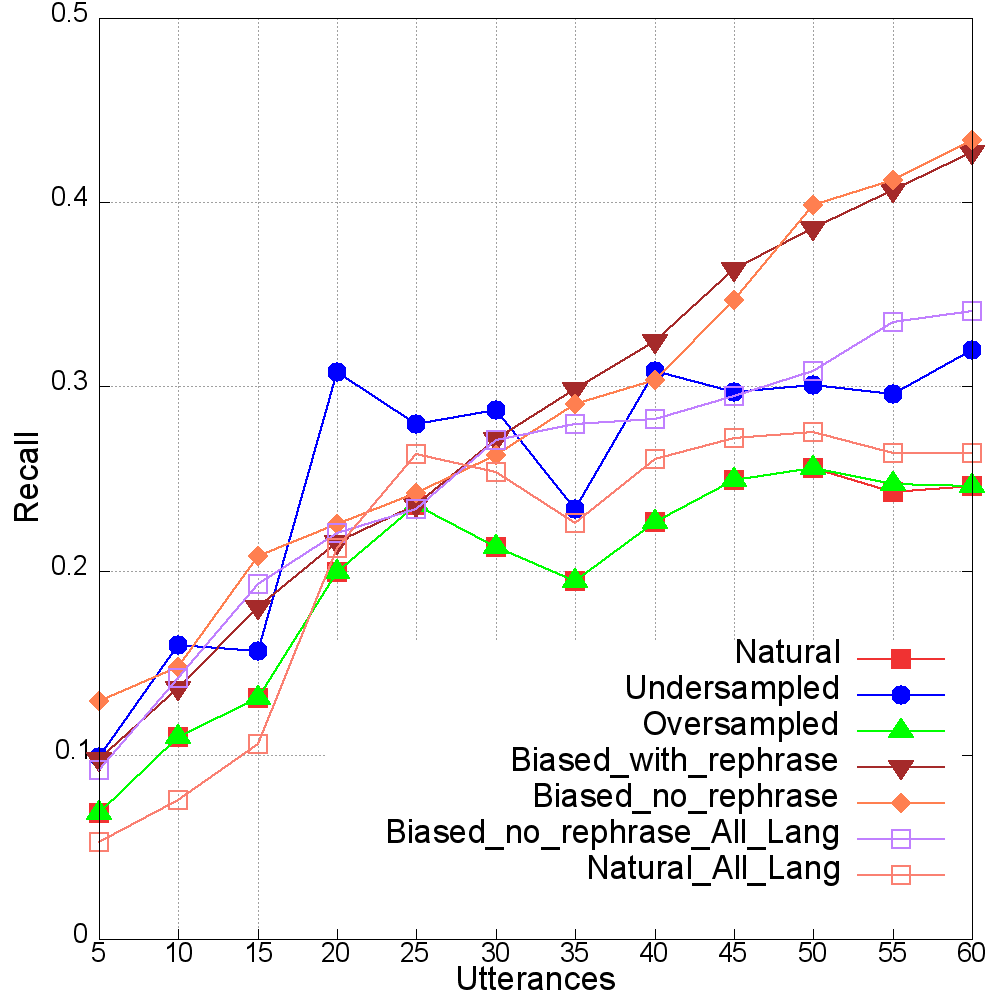 0.5
0.4
0.3
0.2
0.1
0
Recall
Natural
Undersampled
Oversampled
Biased_with_rephrase
Biased_no_rephrase
Biased_no_rephrase_All_Lang
Natural_All_Lang
5 10 15 20 25 30 35 40 45 50 55 60
Utterances